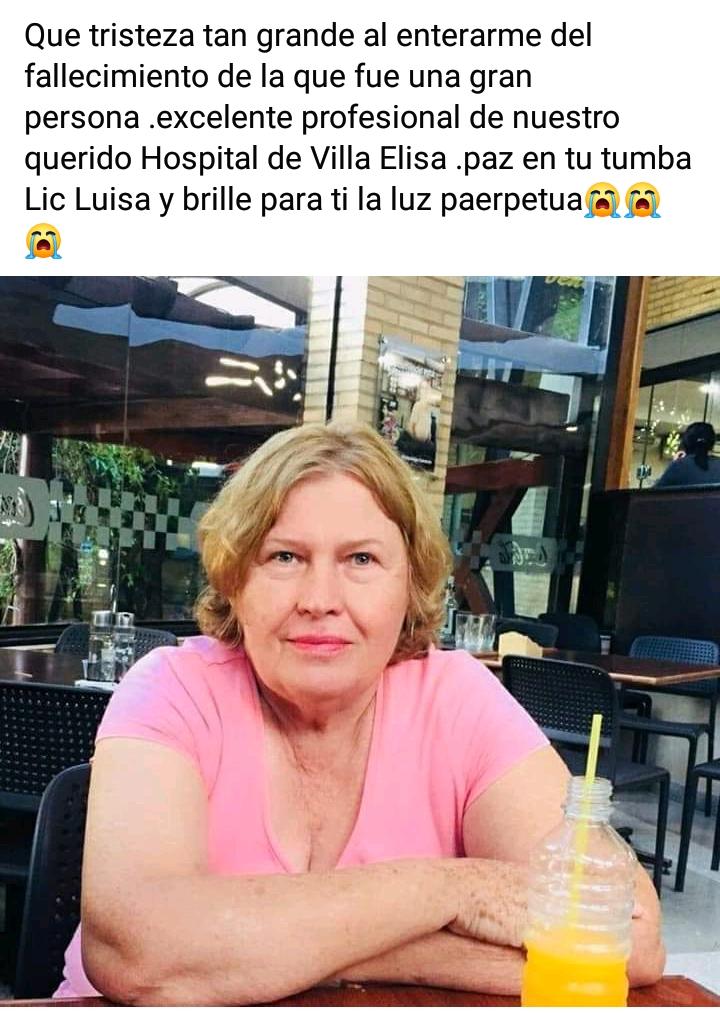 Que tristeza tan grande al enterarme del
fallecimiento de la que fue una gran
persona .excelente profesional de nuestro
querido Hospital de Villa Elisa .paz en tu tumba
Lic Luisa y brille para ti la luz paerpetua😭😭
😭